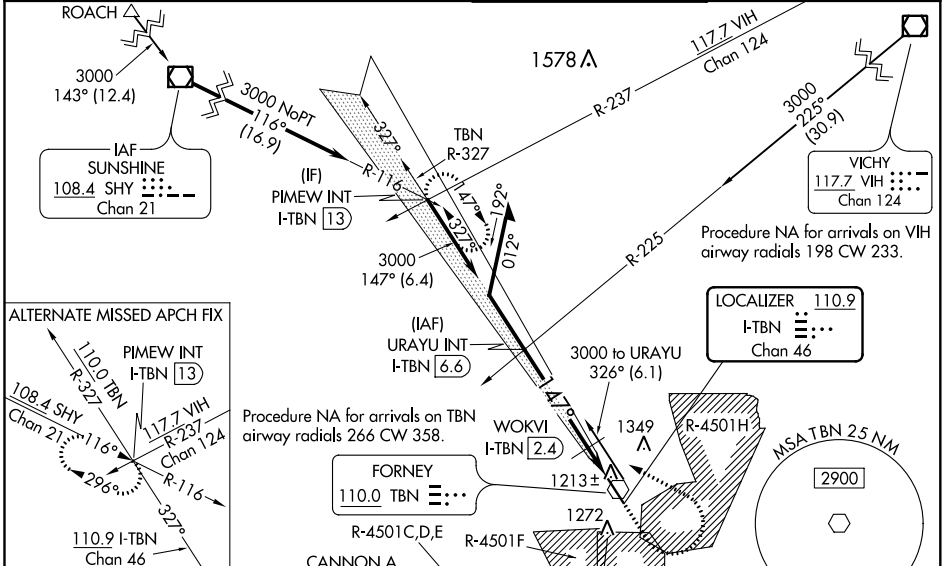 ROACH
3000
143° (12.4)
IAF
SUNSHINE
108.4 SHY
Chan 21
3000 NoPT
116°
(16.9)
R-116
(IF)
PIMEW INT
I-TBN 13
327°
TBN
R-327
1578
117.7 VIH
Chan 124
R-237
3000
225°
(30.9)
VICHY
117.7 VIH
Chan 124
Procedure NA for arrivals on VIH
airway radials 198 CW 233.
147°
327°
192°
012°
3000
147° (6.4)
R-225
LOCALIZER 110.9
I-TBN
Chan 46
(IAF)
URAYU INT
I-TBN 6.6
3000 to URAYU
326° (6.1)
147°
ALTERNATE MISSED APCH FIX
110.0 TBN
R-327
PIMEW INT
I-TBN 13
108.4 SHY
Chan 21
117.7 VIH
R-237
Chan 124
116°
296°
R-116
327°
110.9 I-TBN
Chan 46
Procedure NA for arrivals on TBN
airway radials 266 CW 358.
WOKVI
I-TBN 2.4
1349
R-4501H
FORNEY
110.0 TBN
1213±
MSA TBN 25 NM
2900
R-4501C,D,E
R-4501F
1272
CANNON A